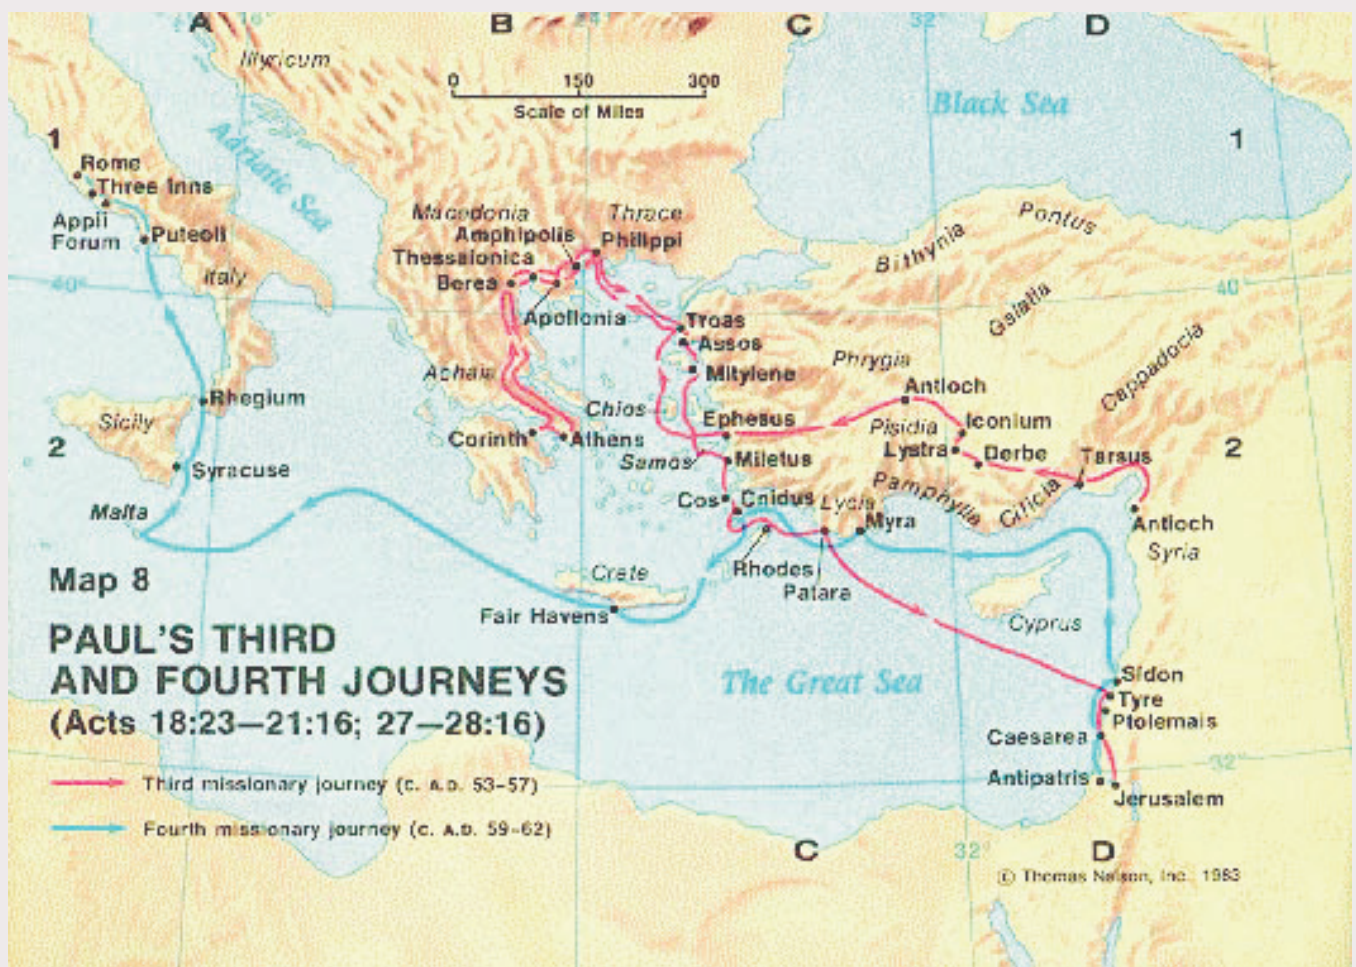 A
16°
B
24°
C
32°
D
Illyricum
0 150 300
Scale of Miles
Black Sea
Adriatic Sea
1
1
Rome
Three Inns
Appii
Forum
Puteoli
Italy
Macedonia
Thrace
Amphipolis
Philippi
Thessalonica
Berea
Apollonia
Pontus
Bithynia
Galatia
Cappadocia
40°
40°
Troas
Assos
Mitylene
Phrygia
Antioch
Achaia
Chios
Ephesus
Pisidia
Iconium
Rhegium
Sicily
2
Corinth
Athens
Samos
Miletus
Lystra
Derbe
Tarsus
2
Syracuse
Cos
Cnidus
Lycia
Pamphylia
Cilicia
Malta
Myra
Antioch
Syria
Rhodes
Patara
Crete
Fair Havens
Cyprus
Map 8
PAUL'S THIRD
AND FOURTH JOURNEYS
(Acts 18:23—21:16; 27—28:16)
The Great Sea
Sidon
Tyre
Ptolemais
Caesarea
Antipatris
Jerusalem
32°
Third missionary journey (c. A.D. 53–57)
Fourth missionary journey (c. A.D. 59–62)
C
32°
D
© Thomas Nelson, Inc., 1983